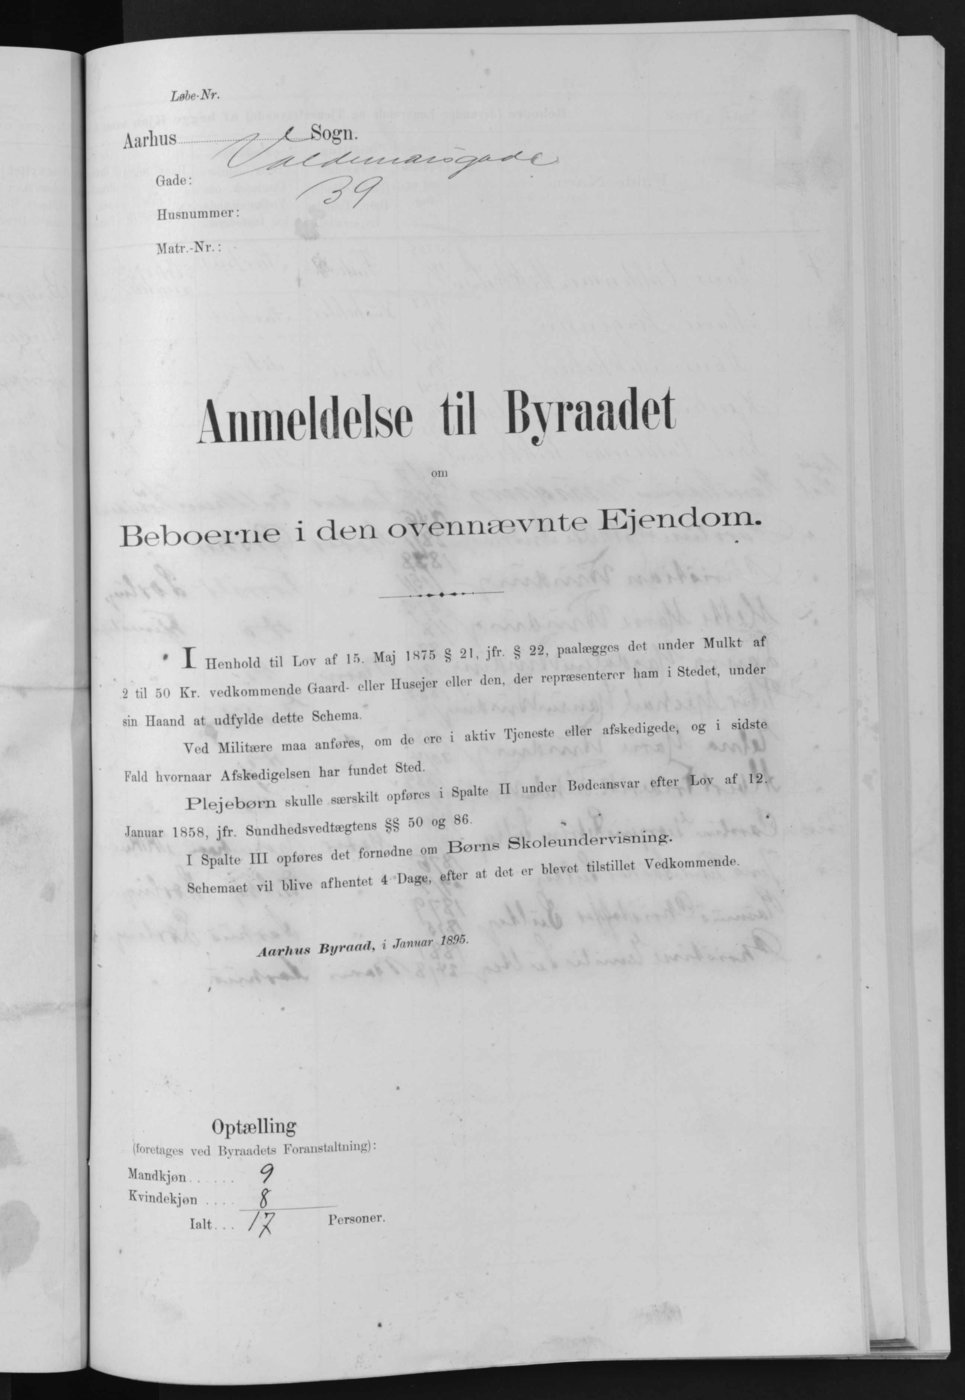 Løbe-Nr.
Aarhus Sogn.
Gade: Valdemarsgade
Husnummer: 39
Matr.-Nr.:
Anmeldelse til Byraadet
om
Beboerne i den ovennævnte Ejendom.
I Henhold til Lov af 15. Maj 1875 § 21, jfr. § 22, paalægges det under Mulkt af
2 til 50 Kr. vedkommende Gaard- eller Husejer eller den, der repræsenterer ham i Stedet, under
sin Haand at udfylde dette Schema.
Ved Militære maa anføres, om de ere i aktiv Tjeneste eller afskedigede, og i sidste
Fald hvornaar Afskedigelsen har fundet Sted.
Plejebørn skulle særskilt opføres i Spalte II under Bødeansvar efter Lov af 12.
Januar 1858, jfr. Sundhedsvedtægtens §§ 50 og 86.
I Spalte III opføres det fornødne om Børns Skoleundervisning.
Schemaet vil blive afhentet 4 Dage, efter at det er blevet tilstillet Vedkommende.
Aarhus Byraad, i Januar 1895.
Optælling
(foretages ved Byraadets Foranstaltning):
Mandkjøn...... 9
Kvindekjøn .... 8
Ialt... 17 Personer.